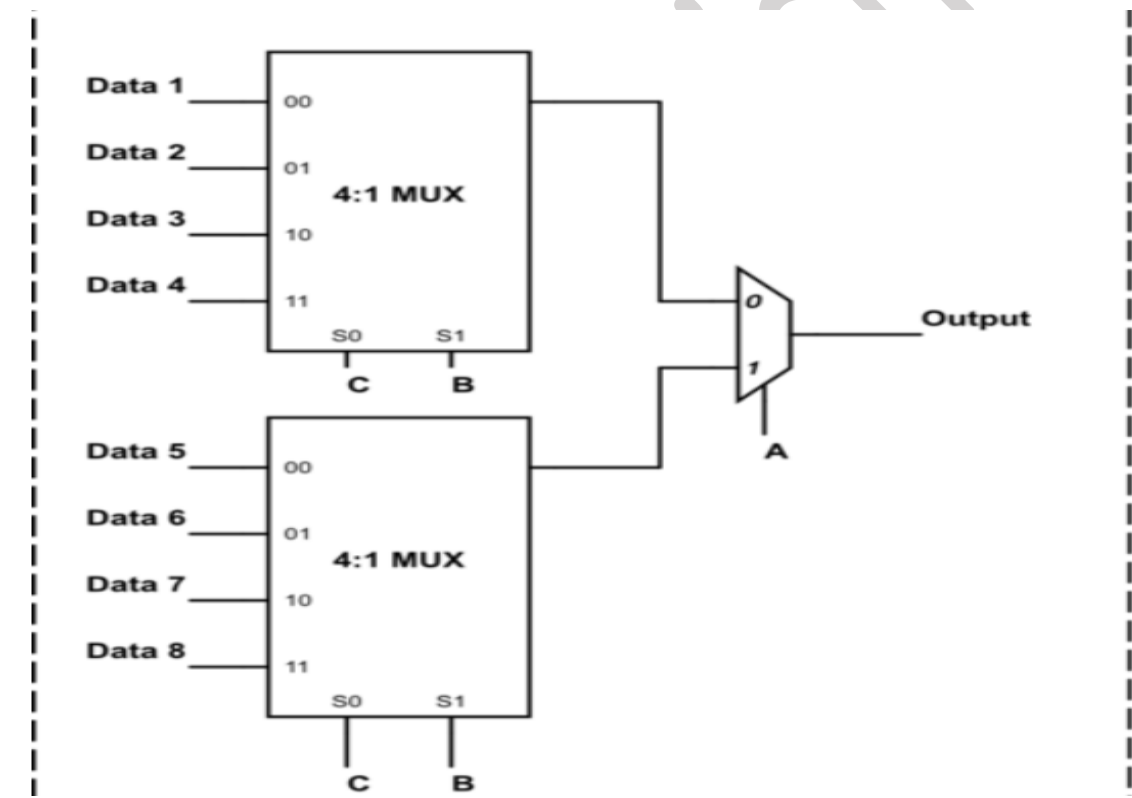 Data 1
00
Data 2
01
4:1 MUX
Data 3
10
Data 4
11
S0 S1
C B
0
Output
1
A
Data 5
00
Data 6
01
4:1 MUX
Data 7
10
Data 8
11
S0 S1
C B